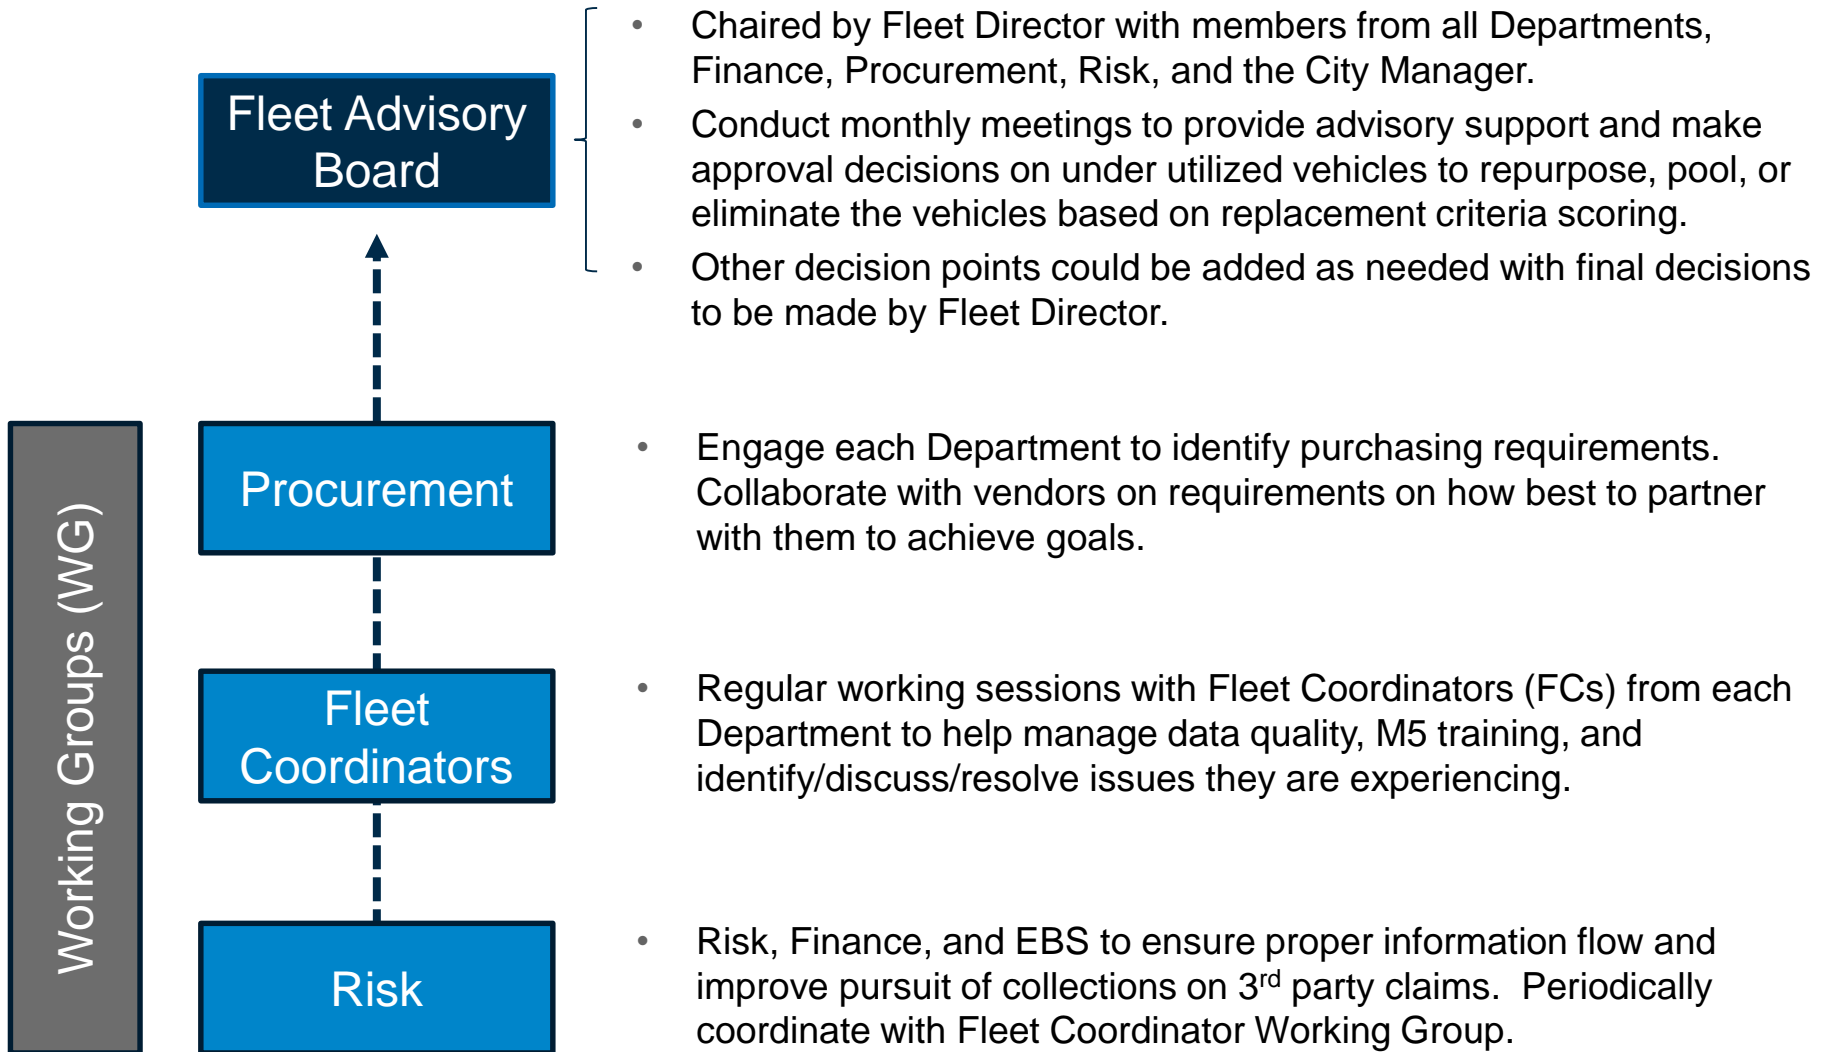 Fleet Advisory
Board
• Chaired by Fleet Director with members from all Departments,
Finance, Procurement, Risk, and the City Manager.
• Conduct monthly meetings to provide advisory support and make
approval decisions on under utilized vehicles to repurpose, pool, or
eliminate the vehicles based on replacement criteria scoring.
• Other decision points could be added as needed with final decisions
to be made by Fleet Director.
Working Groups (WG)
Procurement
• Engage each Department to identify purchasing requirements.
Collaborate with vendors on requirements on how best to partner
with them to achieve goals.
Fleet
Coordinators
• Regular working sessions with Fleet Coordinators (FCs) from each
Department to help manage data quality, M5 training, and
identify/discuss/resolve issues they are experiencing.
Risk
• Risk, Finance, and EBS to ensure proper information flow and
improve pursuit of collections on 3rd party claims.  Periodically
coordinate with Fleet Coordinator Working Group.